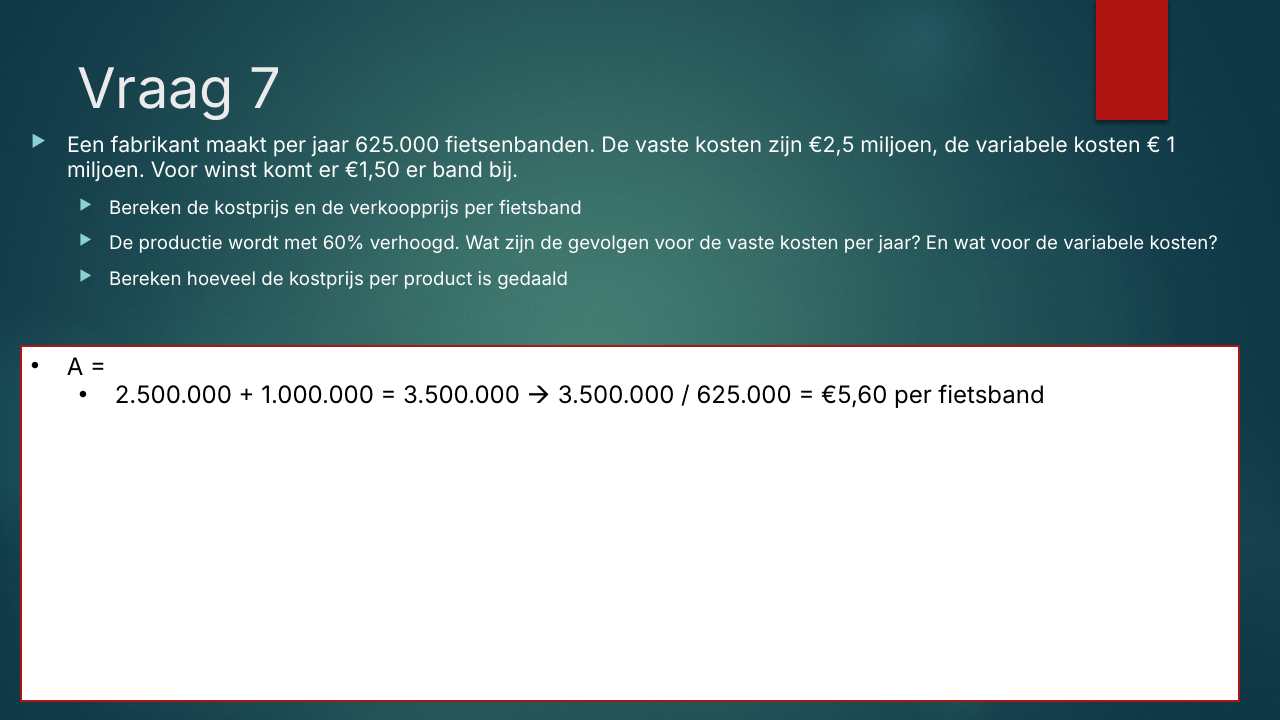 Vraag 7
Een fabrikant maakt per jaar 625.000 fietsenbanden. De vaste kosten zijn €2,5 miljoen, de variabele kosten € 1
miljoen. Voor winst komt er €1,50 er band bij.
Bereken de kostprijs en de verkoopprijs per fietsband
De productie wordt met 60% verhoogd. Wat zijn de gevolgen voor de vaste kosten per jaar? En wat voor de variabele kosten?
Bereken hoeveel de kostprijs per product is gedaald
• A =
• 2.500.000 + 1.000.000 = 3.500.000 → 3.500.000 / 625.000 = €5,60 per fietsband